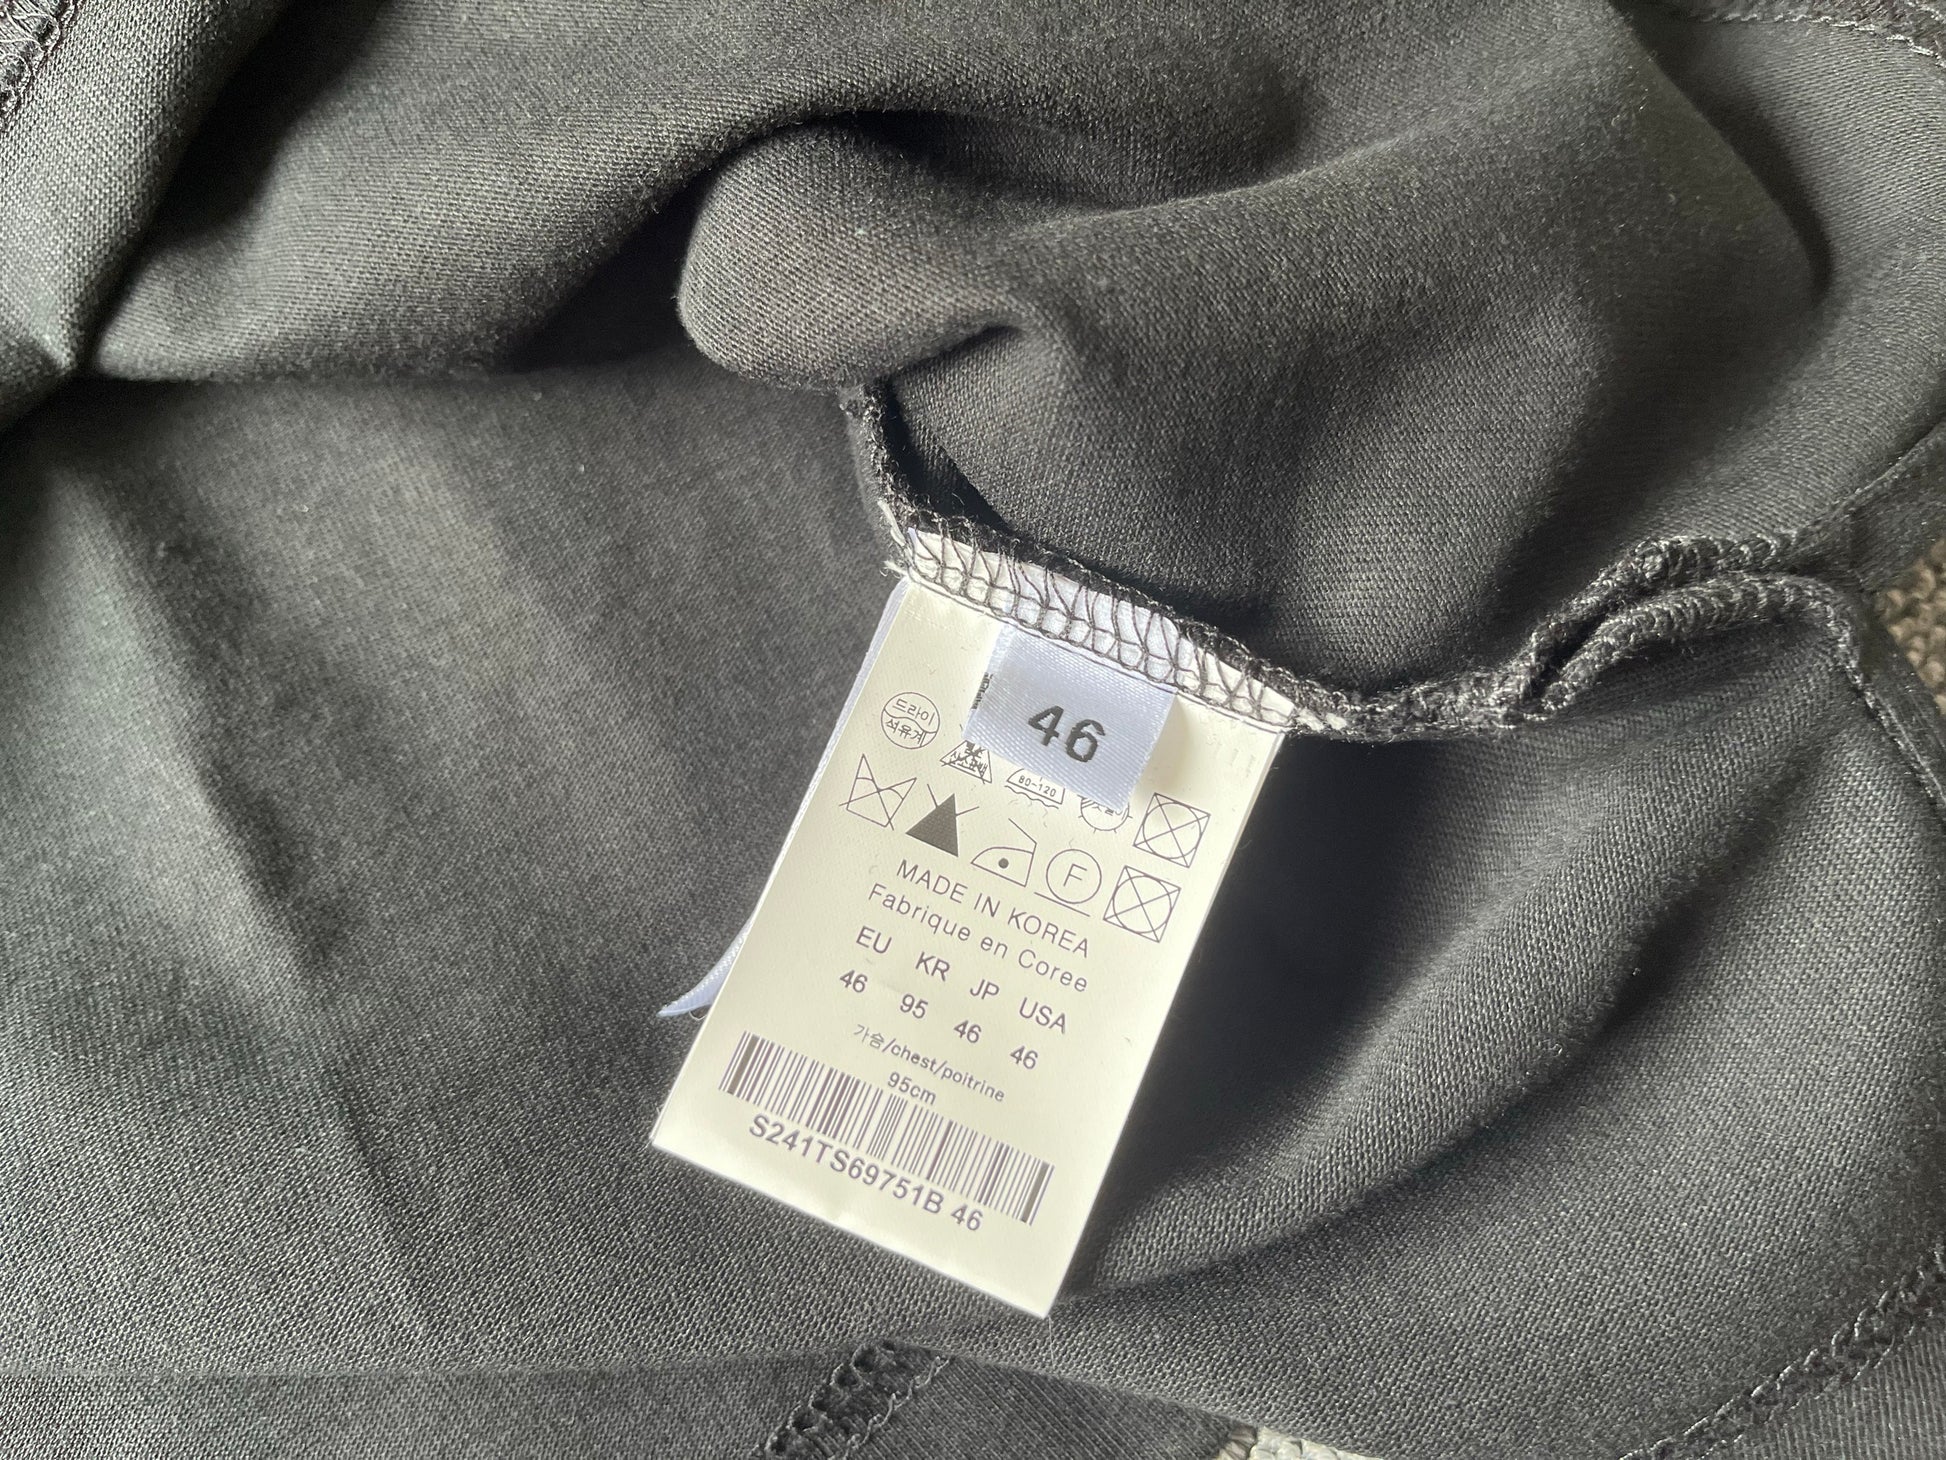 46
드라이
석유계
80~120
F
MADE IN KOREA
Fabrique en Coree
EU KR JP USA
46 95 46 46
가슴/chest/poitrine
95cm
S241TS69751B 46